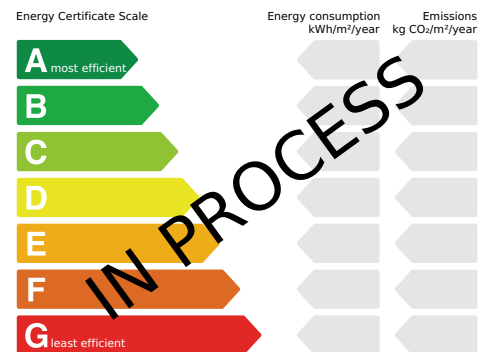 Energy Certificate Scale
Energy consumption
kWh/m²/year
Emissions
kg CO₂/m²/year
A most efficient
B
C
D
E
F
G least efficient
IN PROCESS